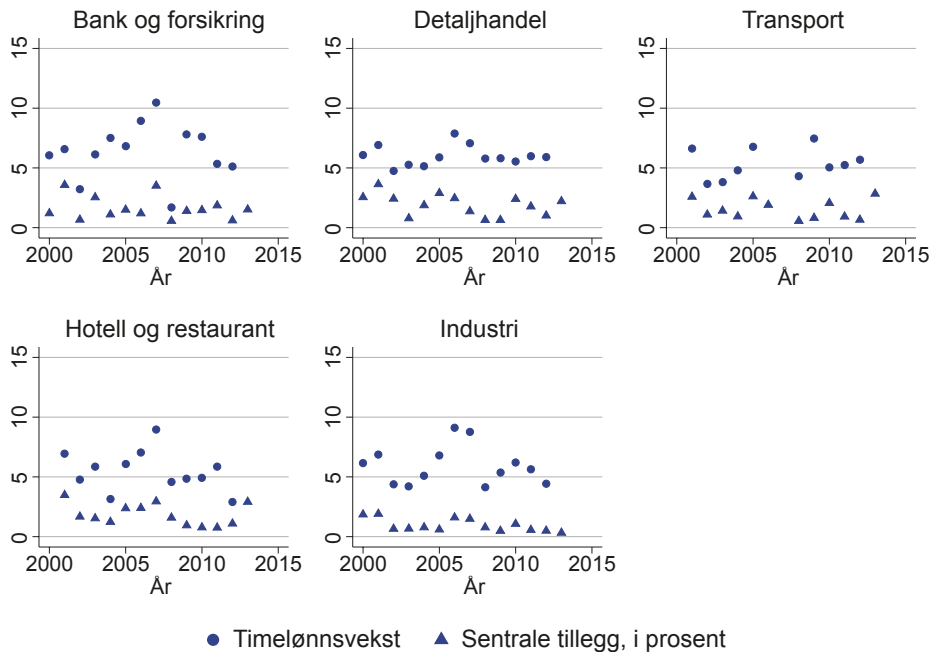 Bank og forsikring
15
10
5
0
2000 2005 2010 2015
År
Detaljhandel
15
10
5
0
2000 2005 2010 2015
År
Transport
15
10
5
0
2000 2005 2010 2015
År
Hotell og restaurant
15
10
5
0
2000 2005 2010 2015
År
Industri
15
10
5
0
2000 2005 2010 2015
År
Timelønnsvekst Sentrale tillegg, i prosent